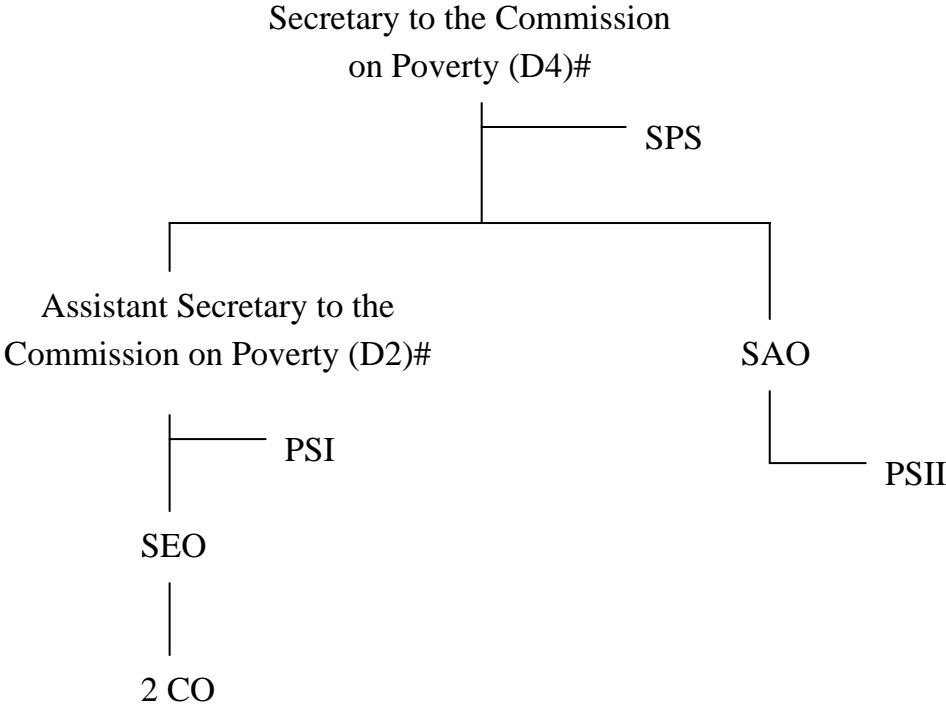 Secretary to the Commission
on Poverty (D4)#
SPS
Assistant Secretary to the
Commission on Poverty (D2)#
SAO
PSI
PSII
SEO
2 CO